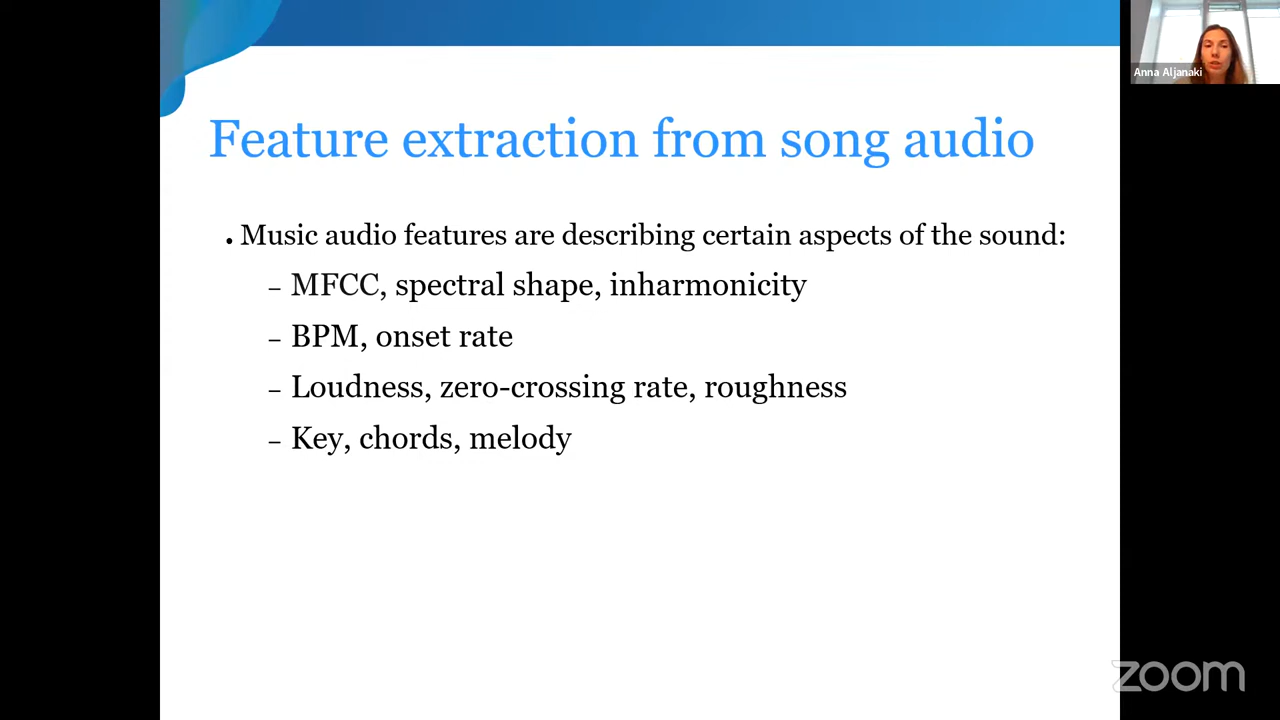 Anna Aljanaki
Feature extraction from song audio
. Music audio features are describing certain aspects of the sound:
– MFCC, spectral shape, inharmonicity
– BPM, onset rate
– Loudness, zero-crossing rate, roughness
– Key, chords, melody
zoom